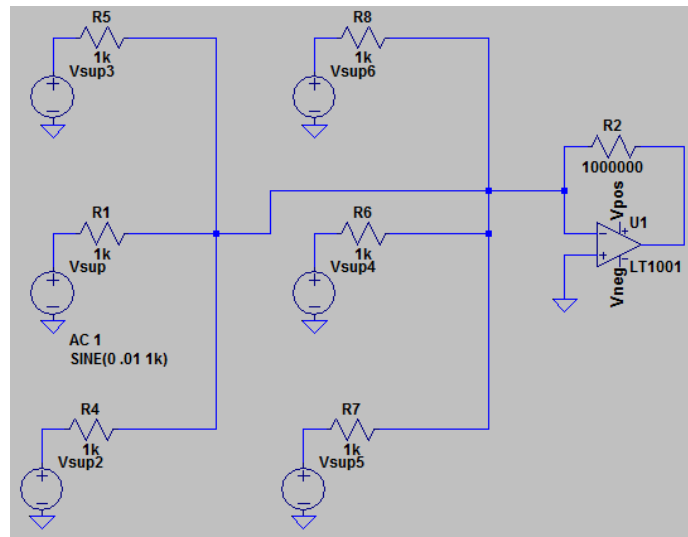 R5
1k
Vsup3
R8
1k
Vsup6
R2
1000000
R1
1k
Vsup
R6
1k
Vsup4
Vpos
U1
LT1001
Vneg
AC 1
SINE(0 .01 1k)
R4
1k
Vsup2
R7
1k
Vsup5